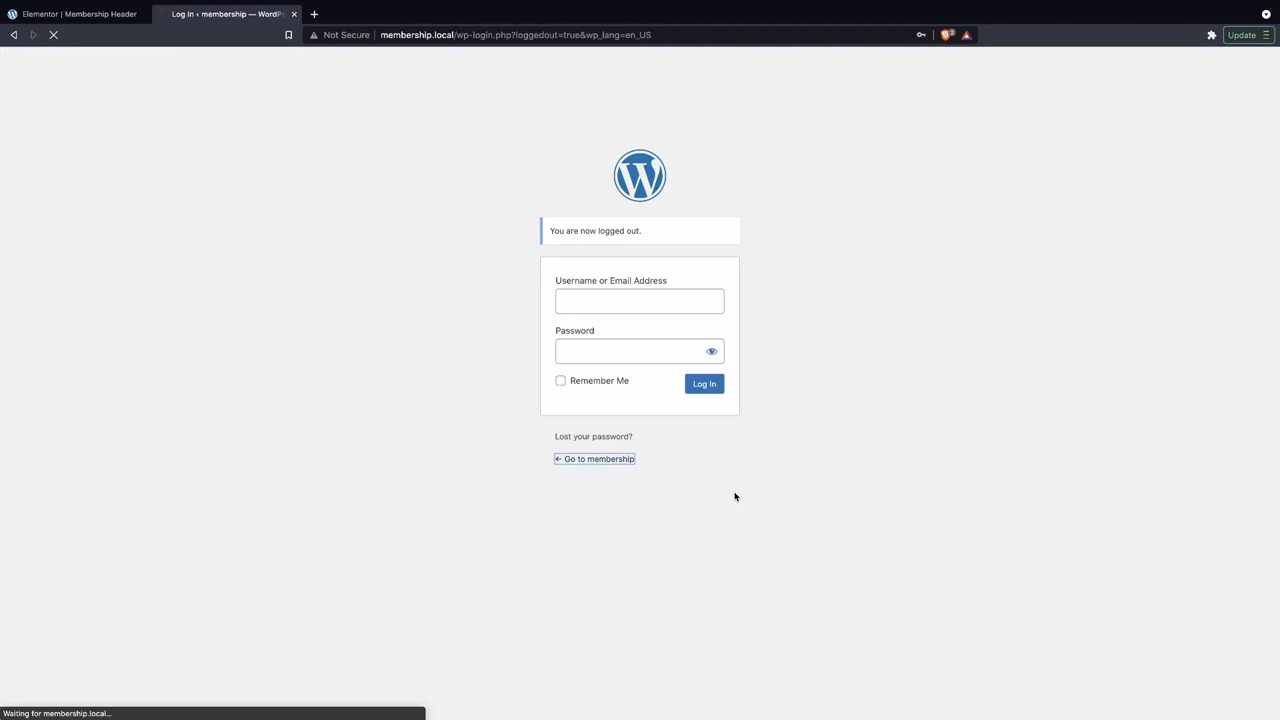 Elementor | Membership Header
Log In ‹ membership — WordPr
Not Secure
membership.local/wp-login.php?loggedout=true&wp_lang=en_US
2
Update
You are now logged out.
Username or Email Address
Password
Remember Me
Log In
Lost your password?
← Go to membership
Waiting for membership.local...